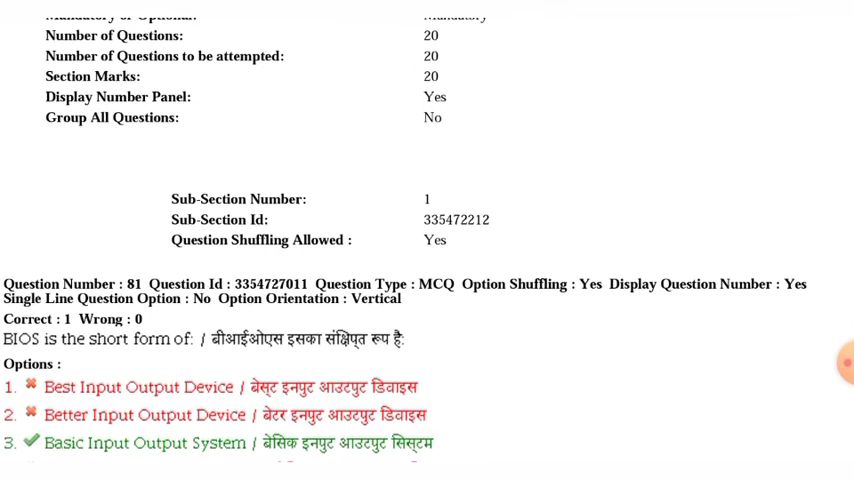 Mandatory or Optional: Mandatory
Number of Questions: 20
Number of Questions to be attempted: 20
Section Marks: 20
Display Number Panel: Yes
Group All Questions: No
Sub-Section Number: 1
Sub-Section Id: 335472212
Question Shuffling Allowed : Yes
Question Number : 81 Question Id : 3354727011 Question Type : MCQ Option Shuffling : Yes Display Question Number : Yes
Single Line Question Option : No Option Orientation : Vertical
Correct : 1 Wrong : 0
BIOS is the short form of: / बीआईओएस इसका संक्षिप्त रूप है:
Options :
1. Best Input Output Device / बेस्ट इनपुट आउटपुट डिवाइस
2. Better Input Output Device / बेटर इनपुट आउटपुट डिवाइस
3. Basic Input Output System / बेसिक इनपुट आउटपुट सिस्टम